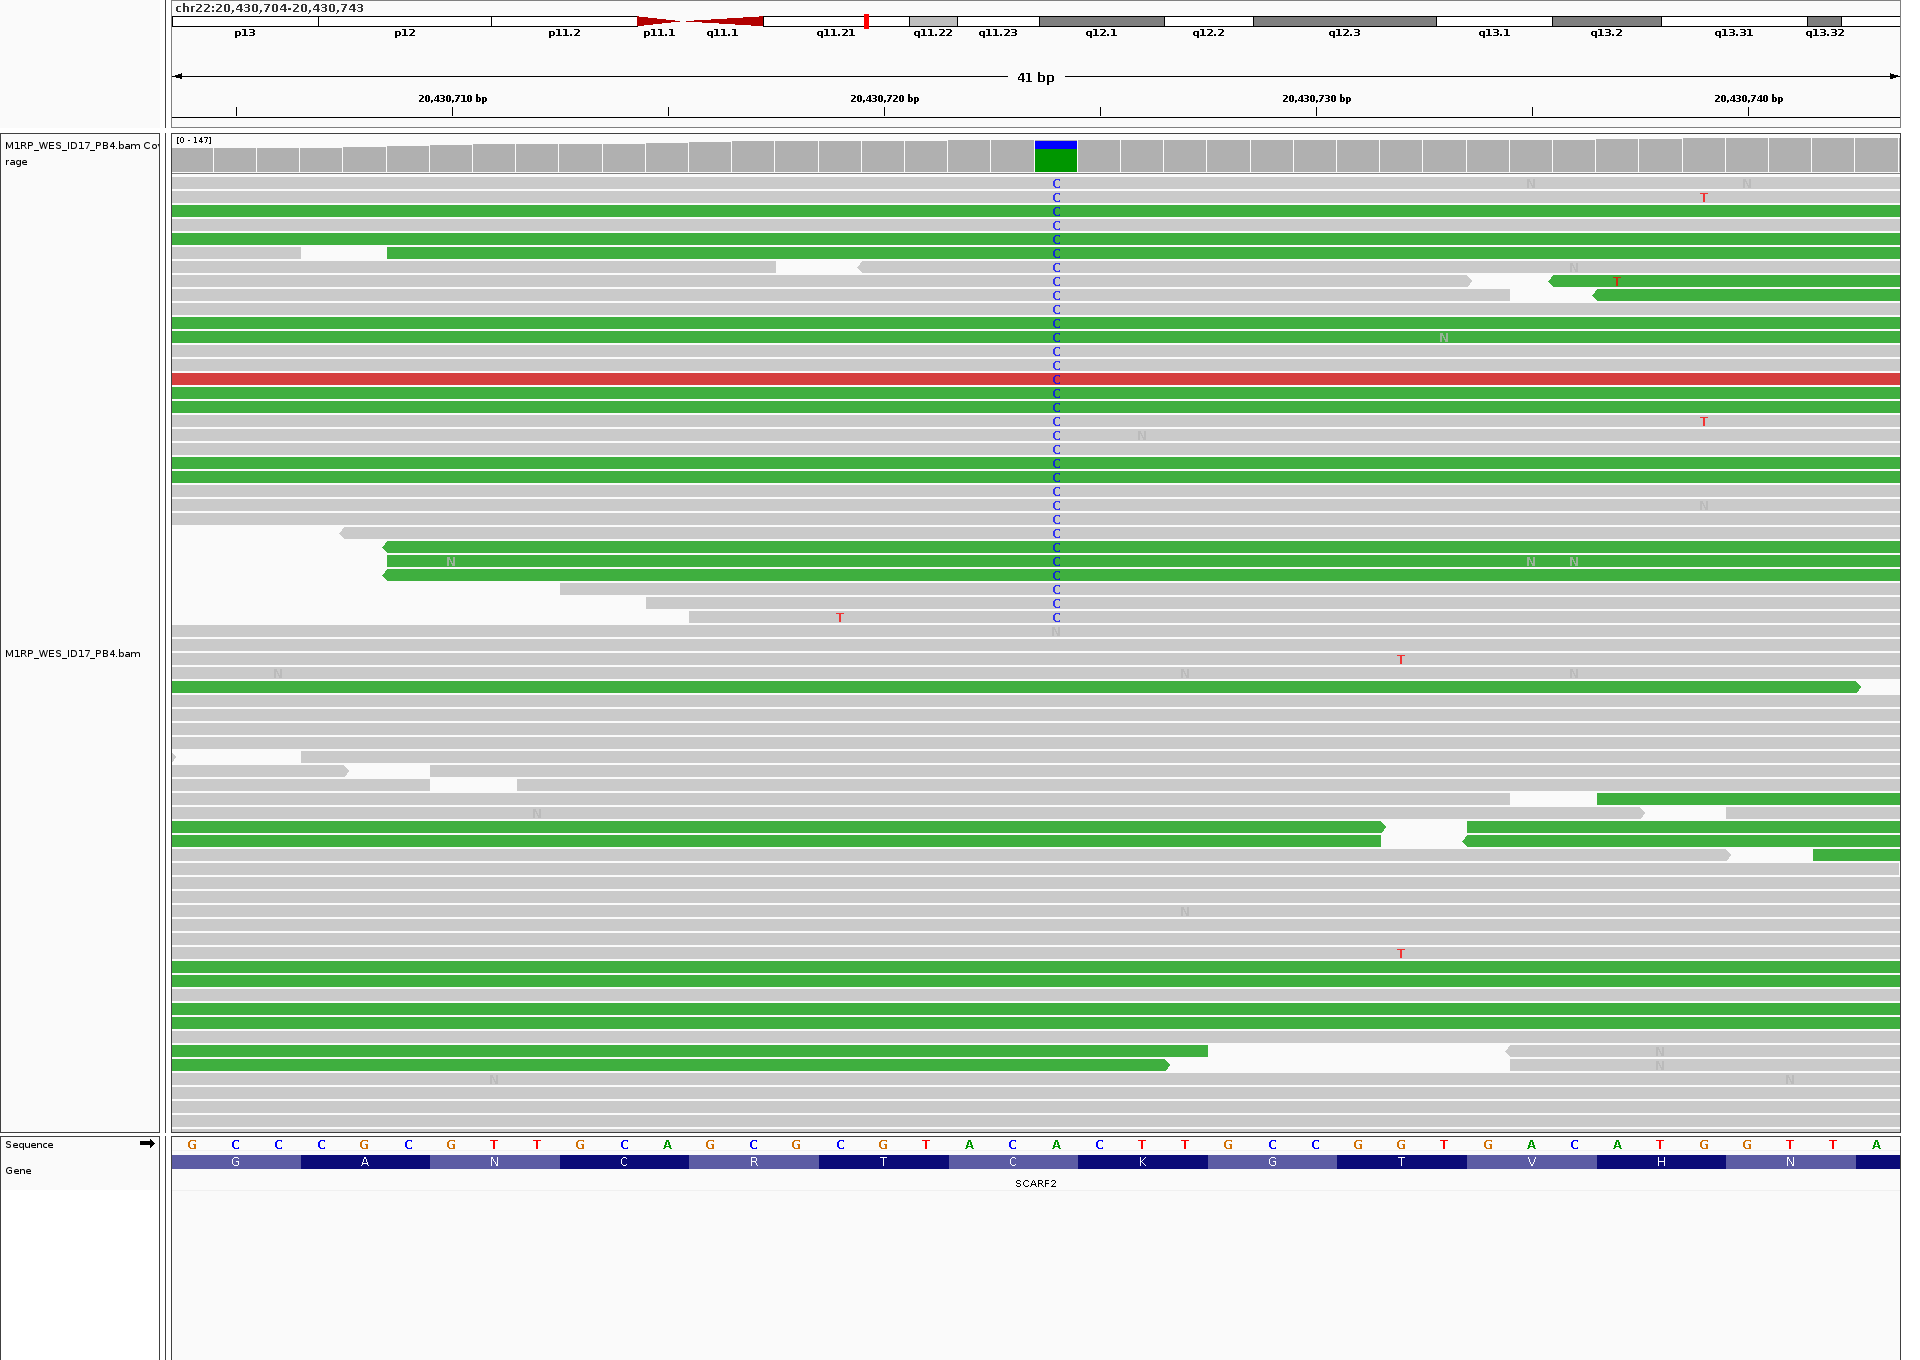 chr22:20,430,704-20,430,743
p13 p12 p11.2 p11.1 q11.1 q11.21 q11.22 q11.23 q12.1 q12.2 q12.3 q13.1 q13.2 q13.31 q13.32
41 bp
20,430,710 bp 20,430,720 bp 20,430,730 bp 20,430,740 bp
M1RP_WES_ID17_PB4.bam Co
rage
[0 - 147]
C N N
C T
C
C
C
C
C N
C T
C
C
C
C N
C
C
C
C
C
C T
C N
C
C
C
C
C N
C
C
C
C N N N
C
C
C
T C
N
M1RP_WES_ID17_PB4.bam
T
N N N
N
N
T
N
N
N N
Sequence
G C C C G C G T T G C A G C G C G T A C A C T T G C C G G T G A C A T G G T T A
Gene
G A N C R T C K G T V H N
SCARF2